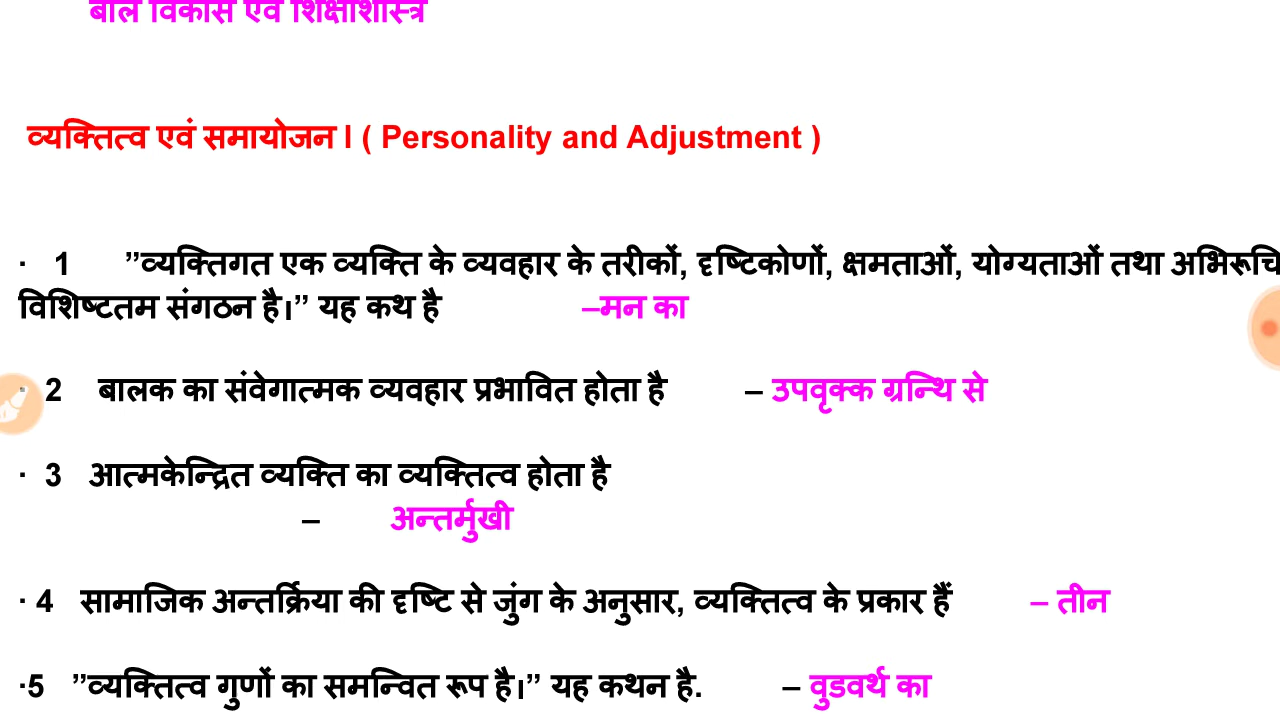 बाल विकास एवं शिक्षाशास्त्र
व्यक्तित्व एवं समायोजन l ( Personality and Adjustment )
· 1 ”व्यक्तिगत एक व्यक्ति के व्यवहार के तरीकों, दृष्टिकोणों, क्षमताओं, योग्यताओं तथा अभिरूचि
विशिष्टतम संगठन है।” यह कथ है –मन का
· 2 बालक का संवेगात्मक व्यवहार प्रभावित होता है – उपवृक्क ग्रन्थि से
· 3 आत्मकेन्द्रित व्यक्ति का व्यक्तित्व होता है
– अन्तर्मुखी
· 4 सामाजिक अन्तर्क्रिया की दृष्टि से जुंग के अनुसार, व्यक्तित्व के प्रकार हैं – तीन
·5 ”व्यक्तित्व गुणों का समन्वित रूप है।” यह कथन है. – वुडवर्थ का